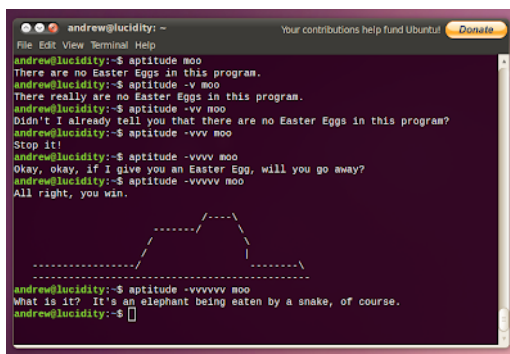 andrew@lucidity: ~
Your contributions help fund Ubuntu! Donate
File Edit View Terminal Help
andrew@lucidity:~$ aptitude moo
There are no Easter Eggs in this program.
andrew@lucidity:~$ aptitude -v moo
There really are no Easter Eggs in this program.
andrew@lucidity:~$ aptitude -vv moo
Didn't I already tell you that there are no Easter Eggs in this program?
andrew@lucidity:~$ aptitude -vvv moo
Stop it!
andrew@lucidity:~$ aptitude -vvvv moo
Okay, okay, if I give you an Easter Egg, will you go away?
andrew@lucidity:~$ aptitude -vvvvv moo
All right, you win.
                               /----\
                       -------/      \
                      /               \
                     /                |
   -----------------/                  --------\
   ----------------------------------------------
andrew@lucidity:~$ aptitude -vvvvvv moo
What is it?  It's an elephant being eaten by a snake, of course.
andrew@lucidity:~$